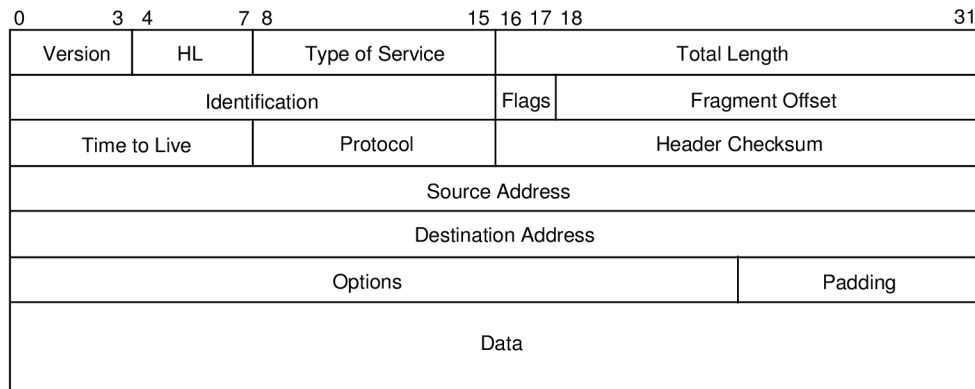 0 3 4 7 8 15 16 17 18 31
Version HL Type of Service Total Length
Identification Flags Fragment Offset
Time to Live Protocol Header Checksum
Source Address
Destination Address
Options Padding
Data